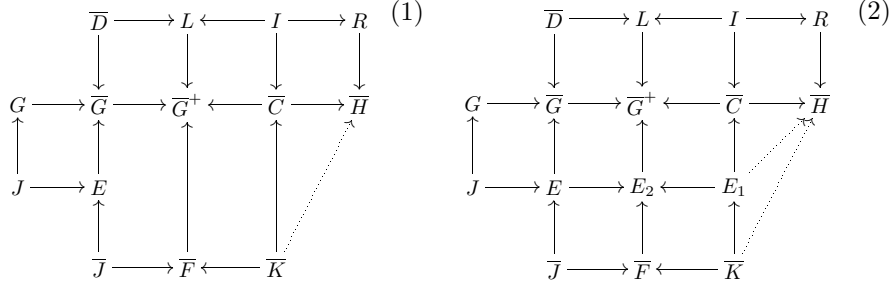 D̅ L I R (1) D̅ L I R (2)
G G̅ G̅⁺ C̅ H̅ G G̅ G̅⁺ C̅ H̅
J E J E E₂ E₁
J̅ F̅ K̅ J̅ F̅ K̅